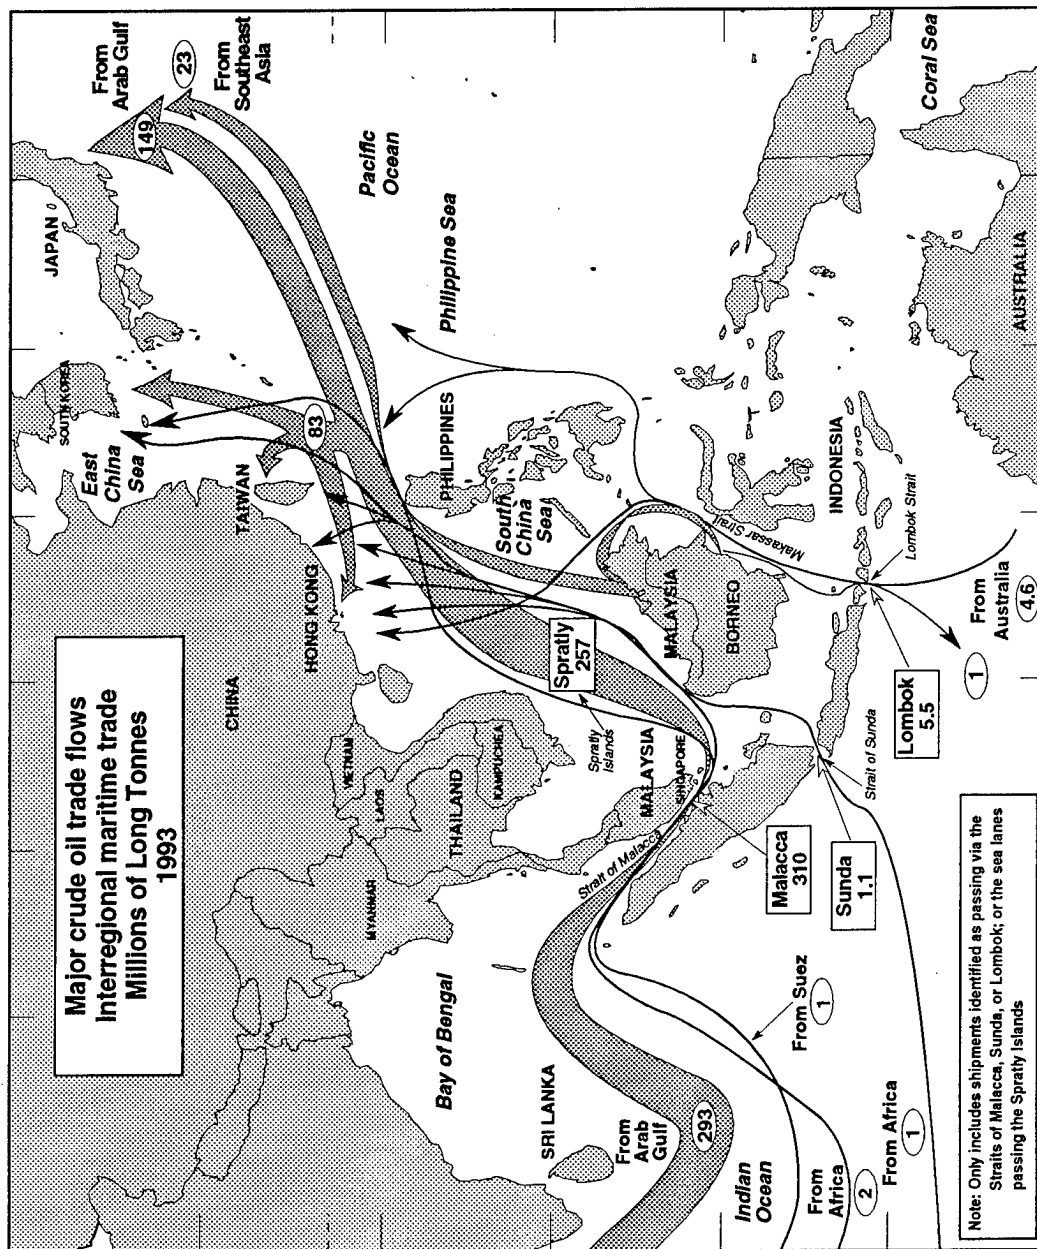 Major crude oil trade flows
Interregional maritime trade
Millions of Long Tonnes
1993
JAPAN
From
Arab Gulf
149
23
From
Southeast
Asia
SOUTH KOREA
East
China
Sea
83
TAIWAN
HONG KONG
CHINA
Pacific
Ocean
Philippine Sea
PHILIPPINES
South
China
Sea
Spratly
257
Spratly
Islands
VIETNAM
LAOS
THAILAND
KAMPUCHEA
MYANMAR
Bay of Bengal
SRI LANKA
From
Arab
Gulf
293
MALAYSIA
SINGAPORE
Strait of Malacca
MALAYSIA
BORNEO
Makassar Strait
INDONESIA
Lombok Strait
Coral Sea
AUSTRALIA
Malacca
310
Sunda
1.1
Strait of Sunda
Lombok
5.5
1
From
Australia
4.6
From Suez
1
Indian
Ocean
From
Africa
2
From Africa
1
Note: Only includes shipments identified as passing via the
Straits of Malacca, Sunda, or Lombok; or the sea lanes
passing the Spratly Islands